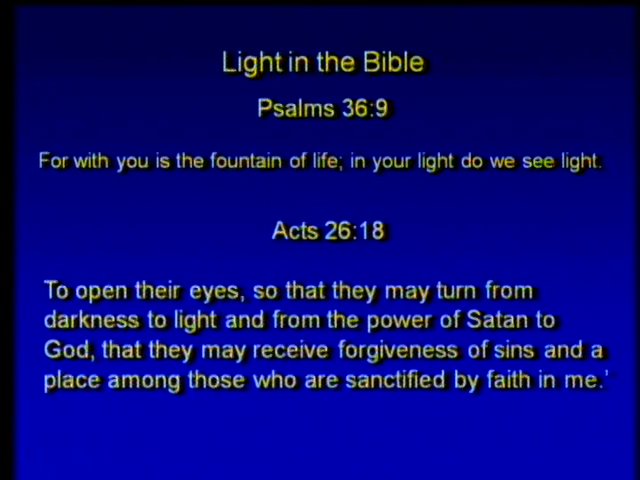 Light in the Bible
Psalms 36:9
For with you is the fountain of life; in your light do we see light.
Acts 26:18
To open their eyes, so that they may turn from
darkness to light and from the power of Satan to
God, that they may receive forgiveness of sins and a
place among those who are sanctified by faith in me.’